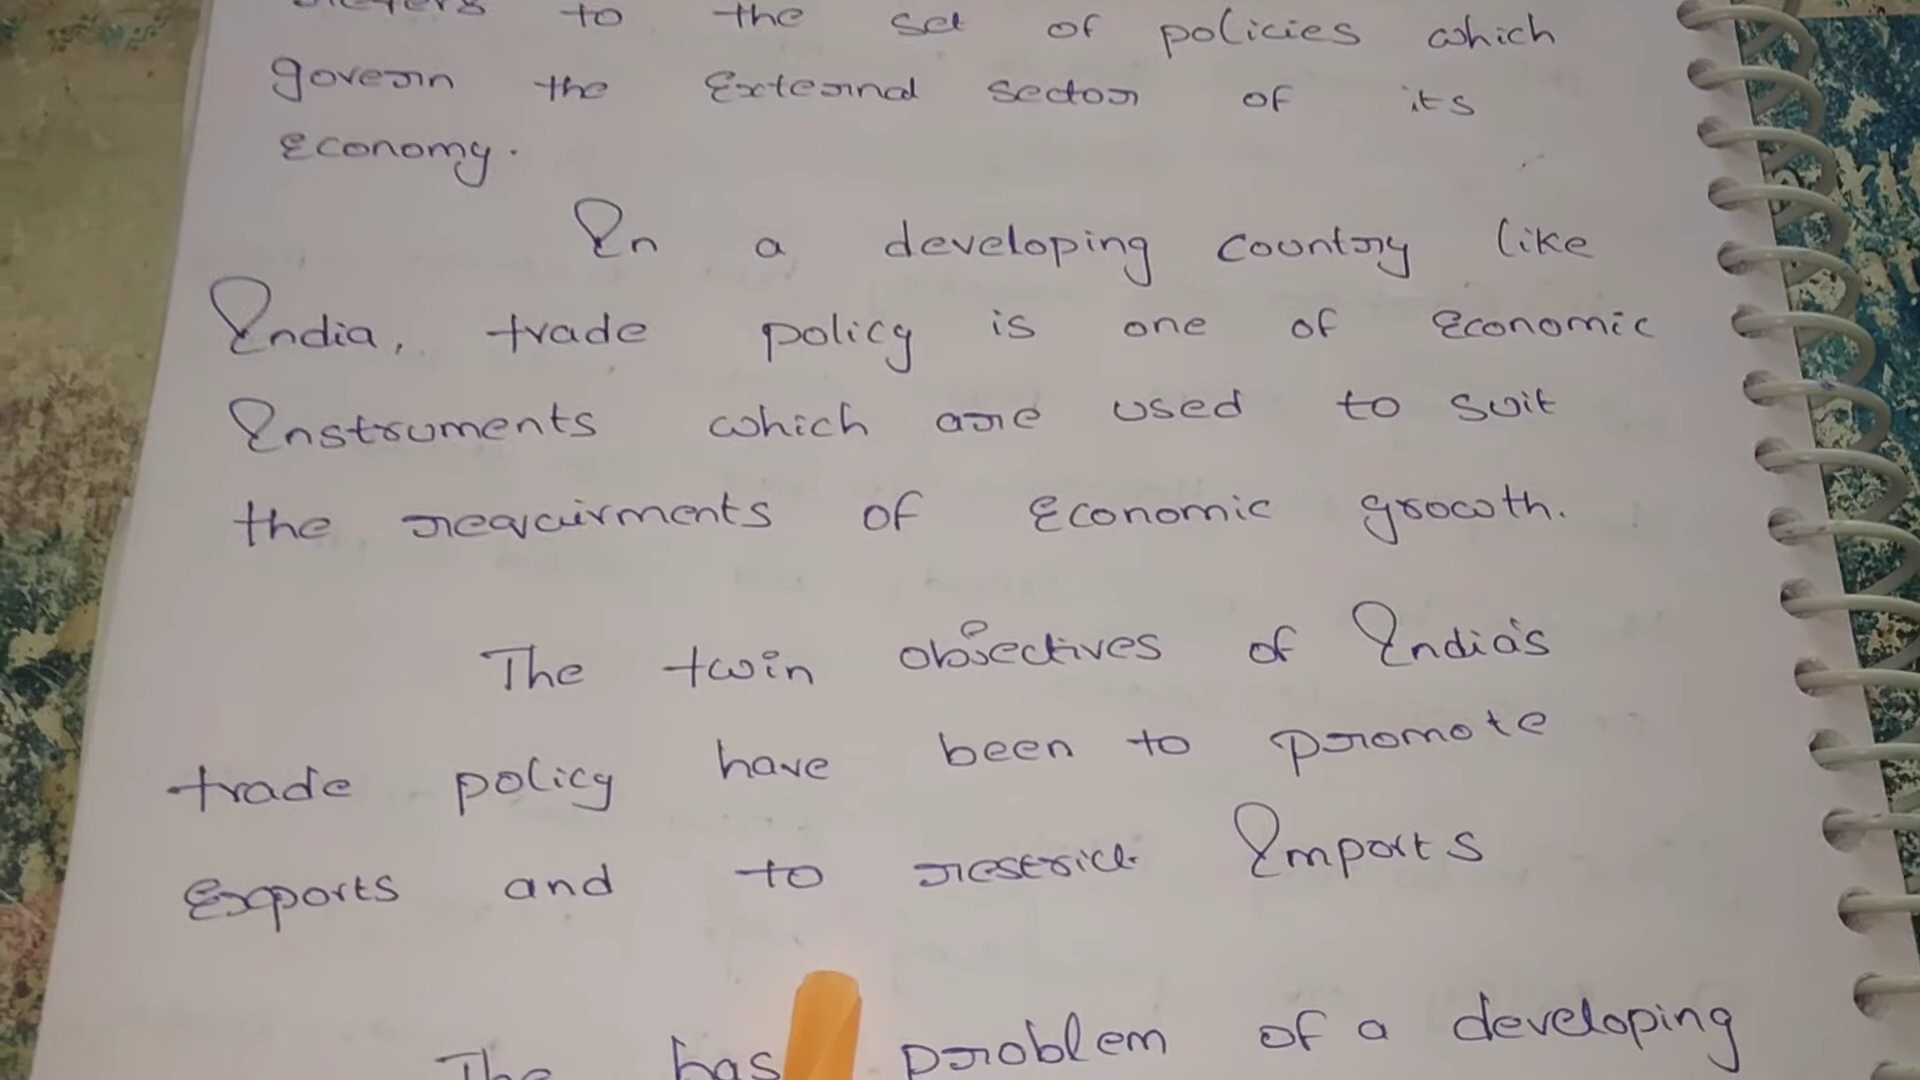 to the set of policies which
govern the External sector of its
Economy.
In a developing country like
India, trade policy is one of Economic
Instruments which are used to suit
the requirments of Economic growth.
The twin objectives of India's
trade policy have been to promote
Exports and to restrict Imports
The problem of a developing